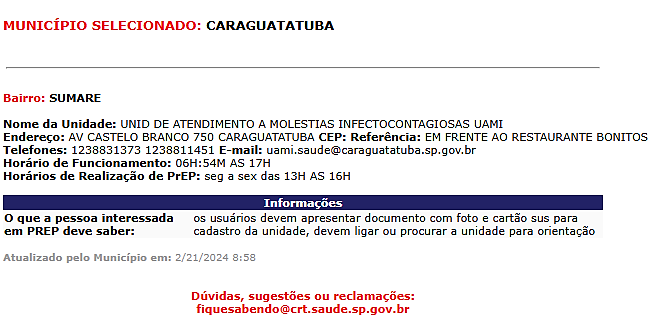 MUNICÍPIO SELECIONADO: CARAGUATATUBA
Bairro: SUMARE
Nome da Unidade: UNID DE ATENDIMENTO A MOLESTIAS INFECTOCONTAGIOSAS UAMI
Endereço: AV CASTELO BRANCO 750 CARAGUATATUBA CEP: Referência: EM FRENTE AO RESTAURANTE BONITOS
Telefones: 1238831373 1238811451 E-mail: uami.saude@caraguatatuba.sp.gov.br
Horário de Funcionamento: 06H:54M AS 17H
Horários de Realização de PrEP: seg a sex das 13H AS 16H
Informações
O que a pessoa interessada os usuários devem apresentar documento com foto e cartão sus para
em PREP deve saber: cadastro da unidade, devem ligar ou procurar a unidade para orientação
Atualizado pelo Município em: 2/21/2024 8:58
Dúvidas, sugestões ou reclamações:
fiquesabendo@crt.saude.sp.gov.br